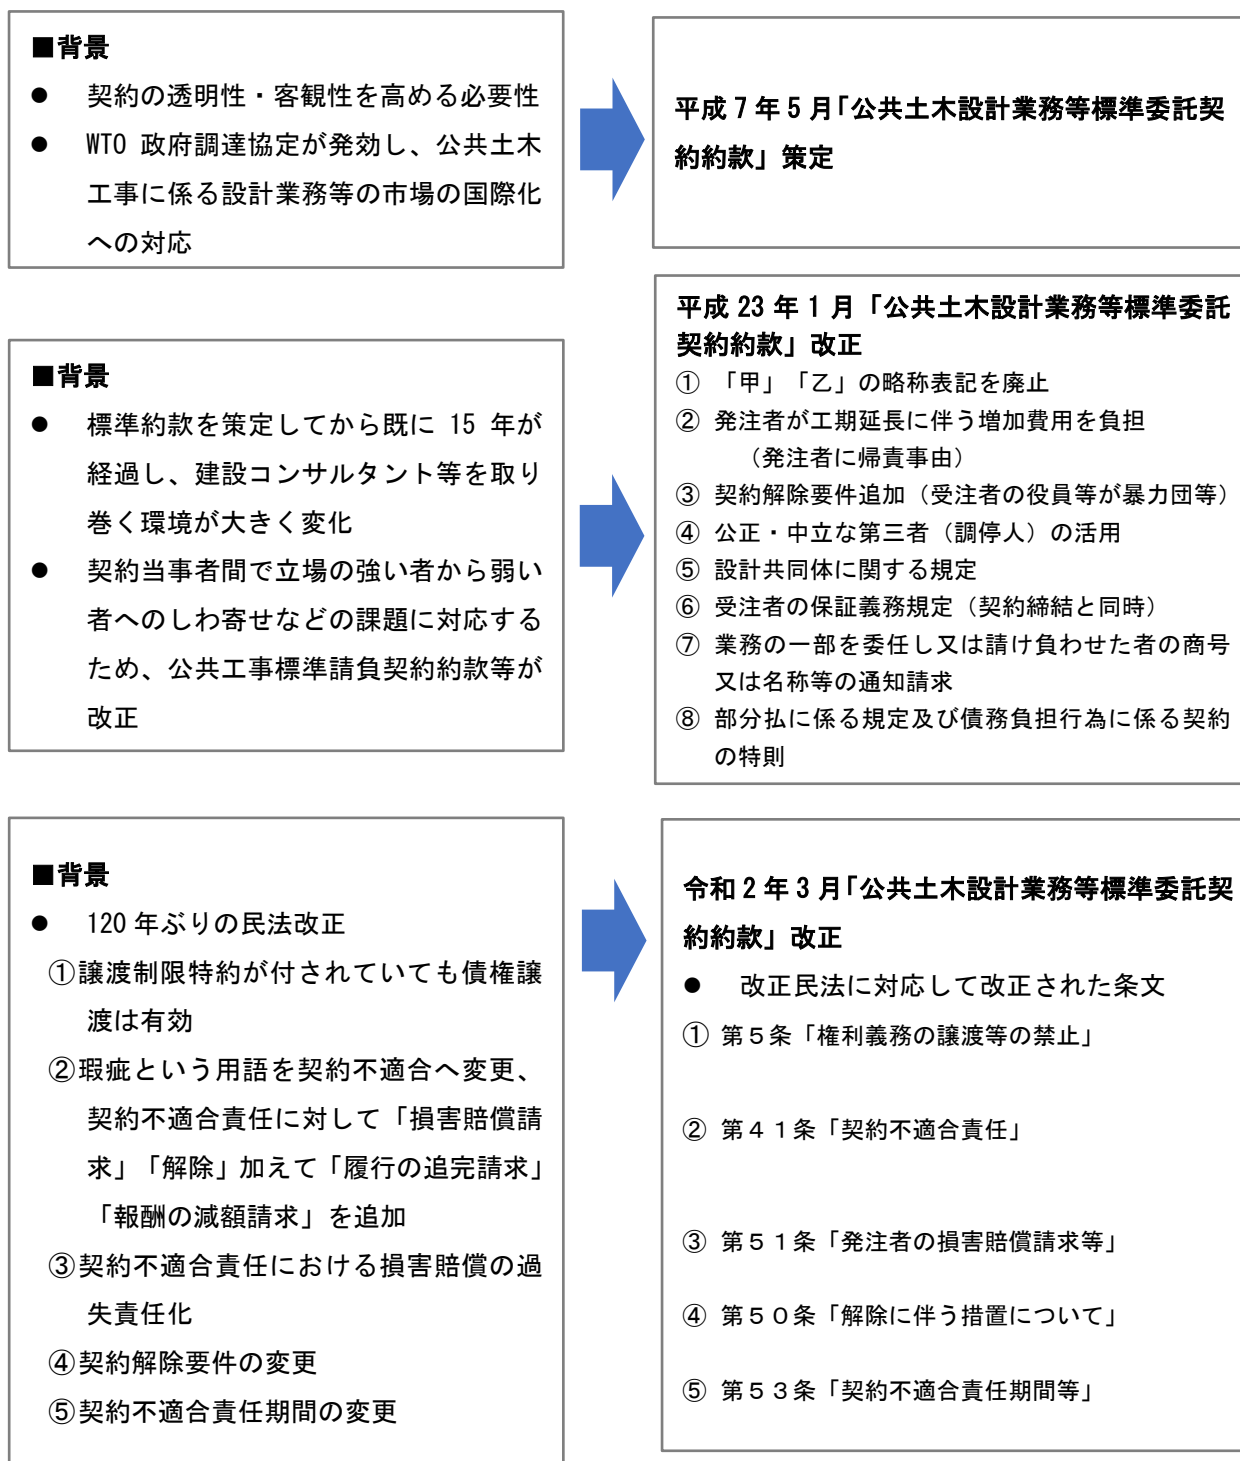 ■背景
● 契約の透明性・客観性を高める必要性
● WTO 政府調達協定が発効し、公共土木
工事に係る設計業務等の市場の国際化
への対応
平成 7 年 5 月「公共土木設計業務等標準委託契
約約款」策定
■背景
● 標準約款を策定してから既に 15 年が
経過し、建設コンサルタント等を取り
巻く環境が大きく変化
● 契約当事者間で立場の強い者から弱い
者へのしわ寄せなどの課題に対応する
ため、公共工事標準請負契約約款等が
改正
平成 23 年 1 月「公共土木設計業務等標準委託
契約約款」改正
① 「甲」「乙」の略称表記を廃止
② 発注者が工期延長に伴う増加費用を負担
（発注者に帰責事由）
③ 契約解除要件追加（受注者の役員等が暴力団等）
④ 公正・中立な第三者（調停人）の活用
⑤ 設計共同体に関する規定
⑥ 受注者の保証義務規定（契約締結と同時）
⑦ 業務の一部を委任し又は請け負わせた者の商号
又は名称等の通知請求
⑧ 部分払に係る規定及び債務負担行為に係る契約
の特則
■背景
● 120 年ぶりの民法改正
①譲渡制限特約が付されていても債権譲
渡は有効
②瑕疵という用語を契約不適合へ変更、
契約不適合責任に対して「損害賠償請
求」「解除」加えて「履行の追完請求」
「報酬の減額請求」を追加
③契約不適合責任における損害賠償の過
失責任化
④契約解除要件の変更
⑤契約不適合責任期間の変更
令和 2 年 3 月「公共土木設計業務等標準委託契
約約款」改正
● 改正民法に対応して改正された条文
① 第５条「権利義務の譲渡等の禁止」
② 第４１条「契約不適合責任」
③ 第５１条「発注者の損害賠償請求等」
④ 第５０条「解除に伴う措置について」
⑤ 第５３条「契約不適合責任期間等」